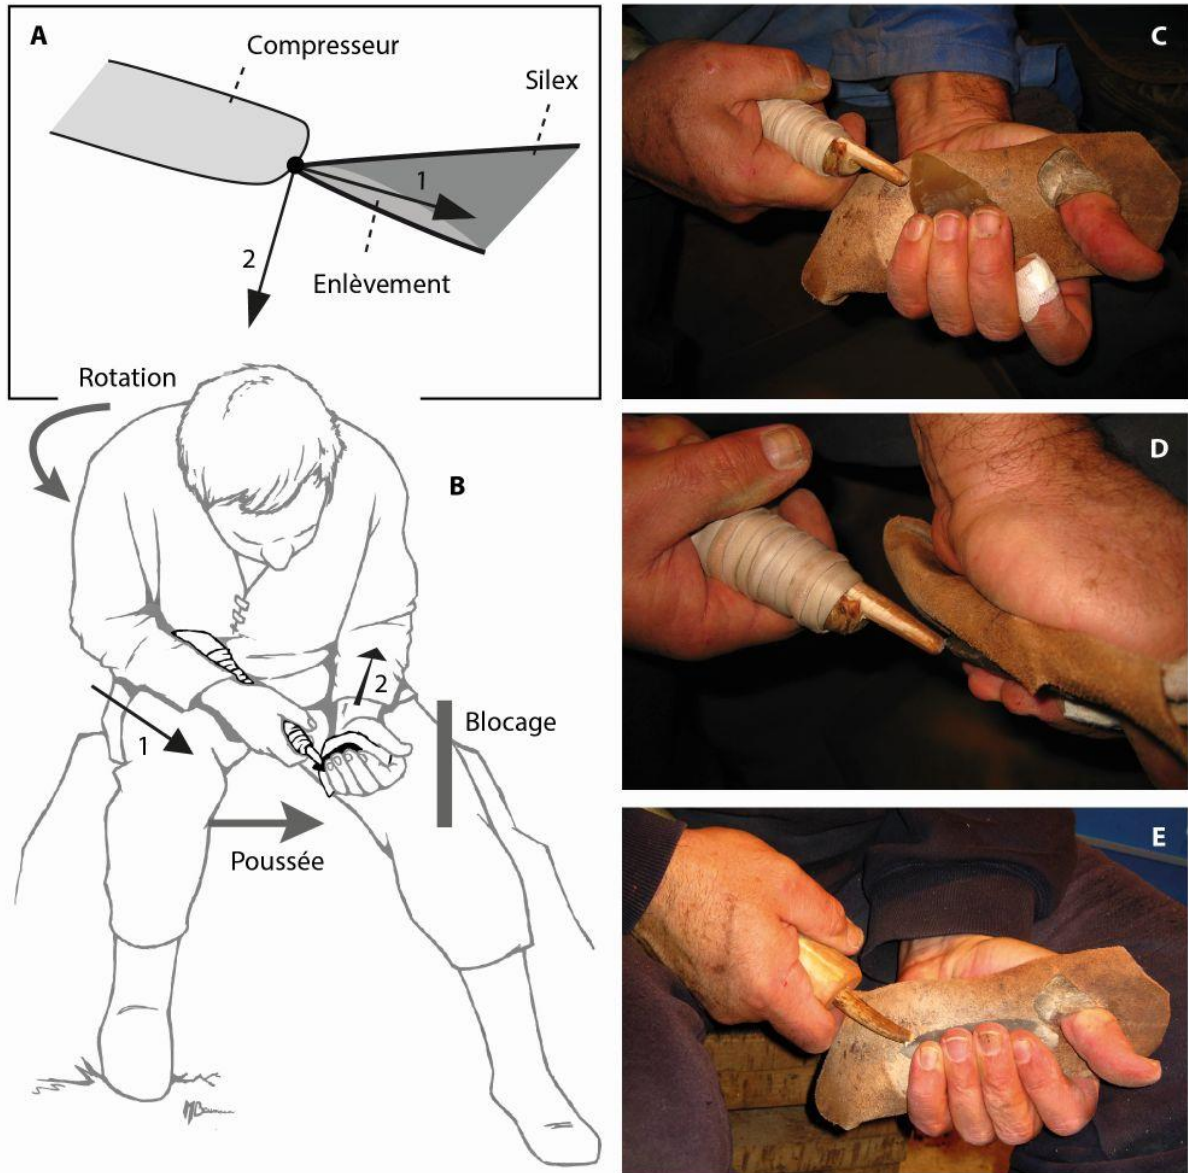 A
Compresseur
Silex
1
2
Enlèvement
Rotation
B
2
Blocage
1
Poussée
C
D
E